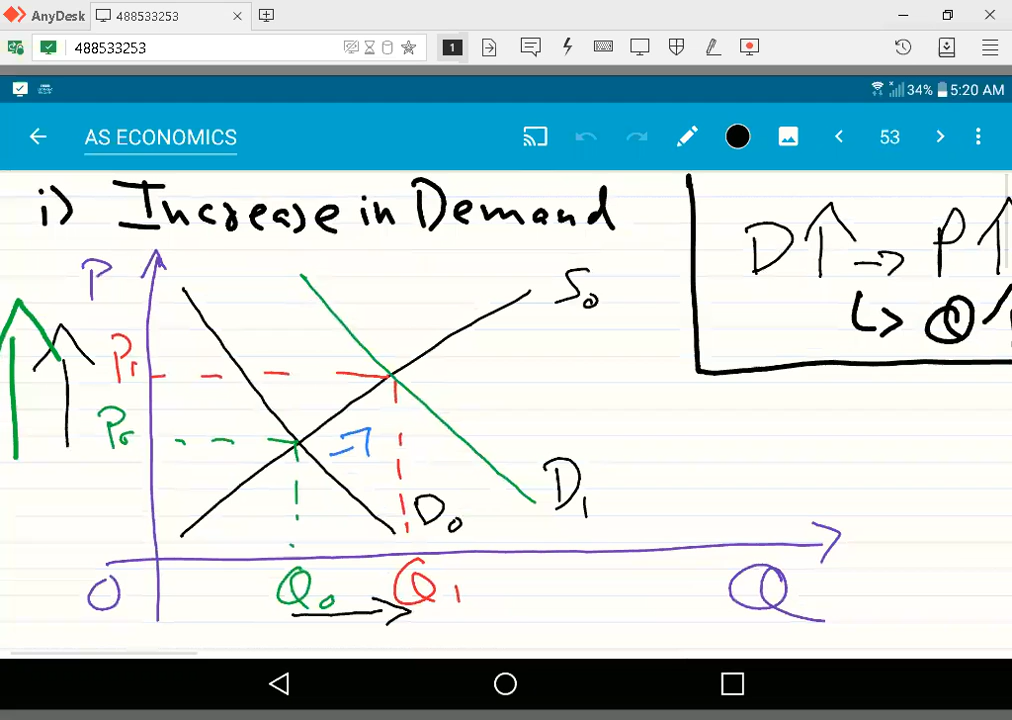 AnyDesk 488533253
488533253 1
34% 5:20 AM
AS ECONOMICS 53
i) Increase in Demand
D↑ → P↑
↳ Q↑
P
S0
P1
P0
D1
D0
O Q0 → Q1 Q